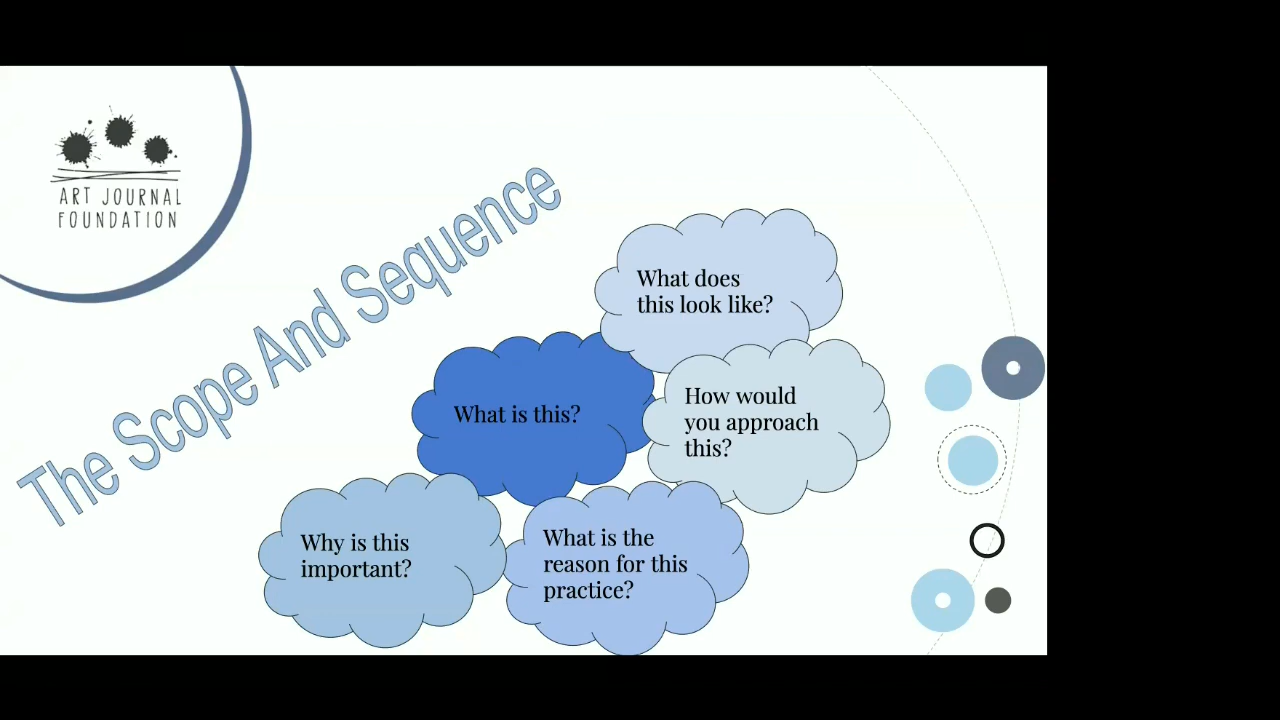 ART JOURNAL
FOUNDATION
The Scope And Sequence
What does
this look like?
What is this?
How would
you approach
this?
Why is this
important?
What is the
reason for this
practice?